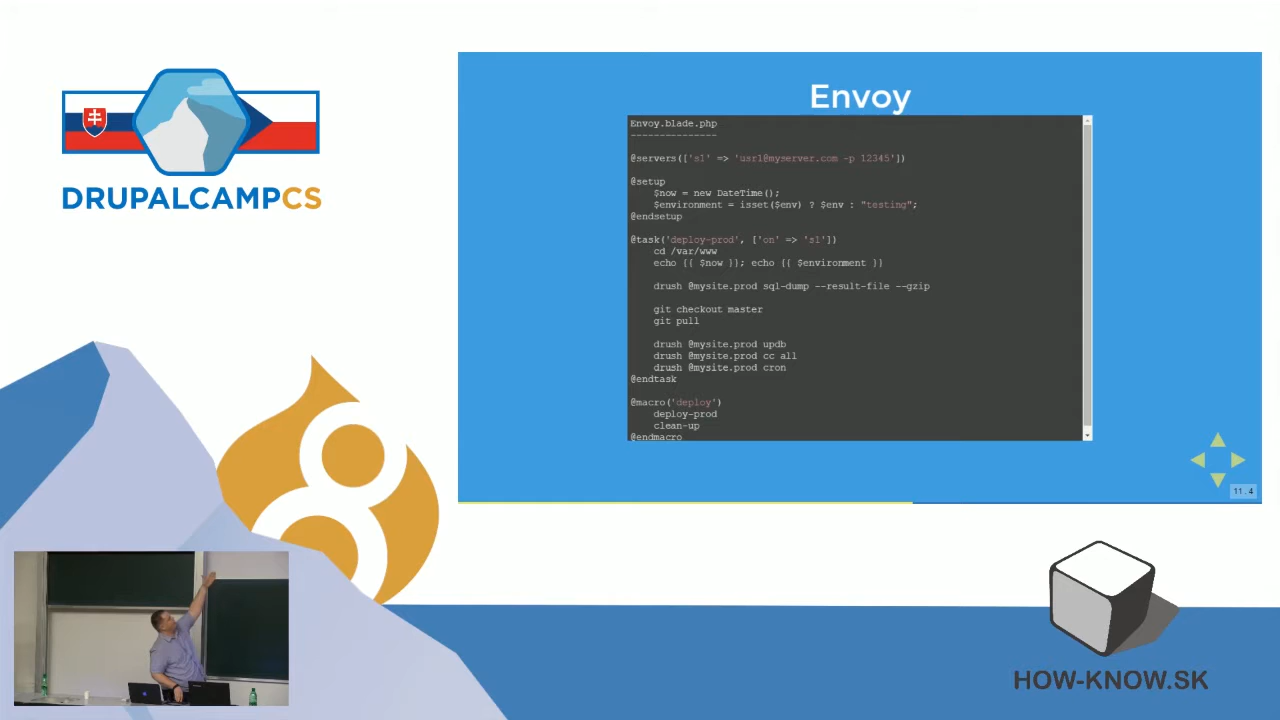 DRUPALCAMPCS
Envoy
Envoy.blade.php
---------------
@servers(['s1' => 'usr1@myserver.com -p 12345'])
@setup
$now = new DateTime();
$environment = isset($env) ? $env : "testing";
@endsetup
@task('deploy-prod', ['on' => 's1'])
cd /var/www
echo {{ $now }}; echo {{ $environment }}
drush @mysite.prod sql-dump --result-file --gzip
git checkout master
git pull
drush @mysite.prod updb
drush @mysite.prod cc all
drush @mysite.prod cron
@endtask
@macro('deploy')
deploy-prod
clean-up
@endmacro
11.4
HOW-KNOW.SK